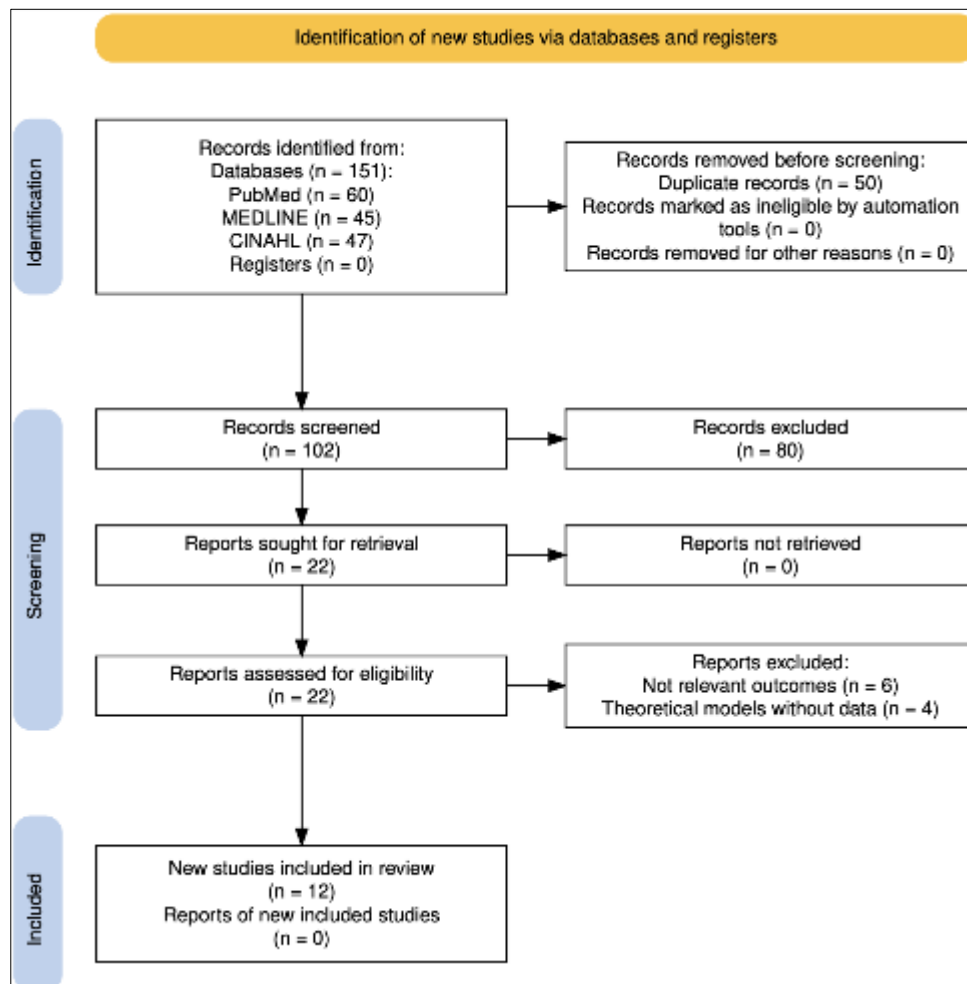 Identification of new studies via databases and registers
Identification
Records identified from:
Databases (n = 151):
PubMed (n = 60)
MEDLINE (n = 45)
CINAHL (n = 47)
Registers (n = 0)
Records removed before screening:
Duplicate records (n = 50)
Records marked as ineligible by automation
tools (n = 0)
Records removed for other reasons (n = 0)
Screening
Records screened
(n = 102)
Records excluded
(n = 80)
Reports sought for retrieval
(n = 22)
Reports not retrieved
(n = 0)
Reports assessed for eligibility
(n = 22)
Reports excluded:
Not relevant outcomes (n = 6)
Theoretical models without data (n = 4)
Included
New studies included in review
(n = 12)
Reports of new included studies
(n = 0)